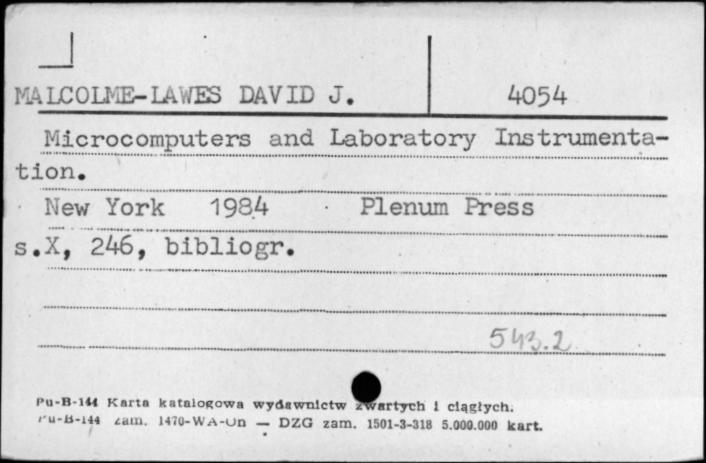 MALCOLME-LAWES DAVID J. 4054
Microcomputers and Laboratory Instrumenta-
tion.
New York 1984 Plenum Press
s.X, 246, bibliogr.
543.2
Pu-B-144 Karta katalogowa wydawnictw zwartych i ciągłych.
Pu-B-144 zam. 1470-WA-Un — DZG zam. 1501-3-318 5.000.000 kart.